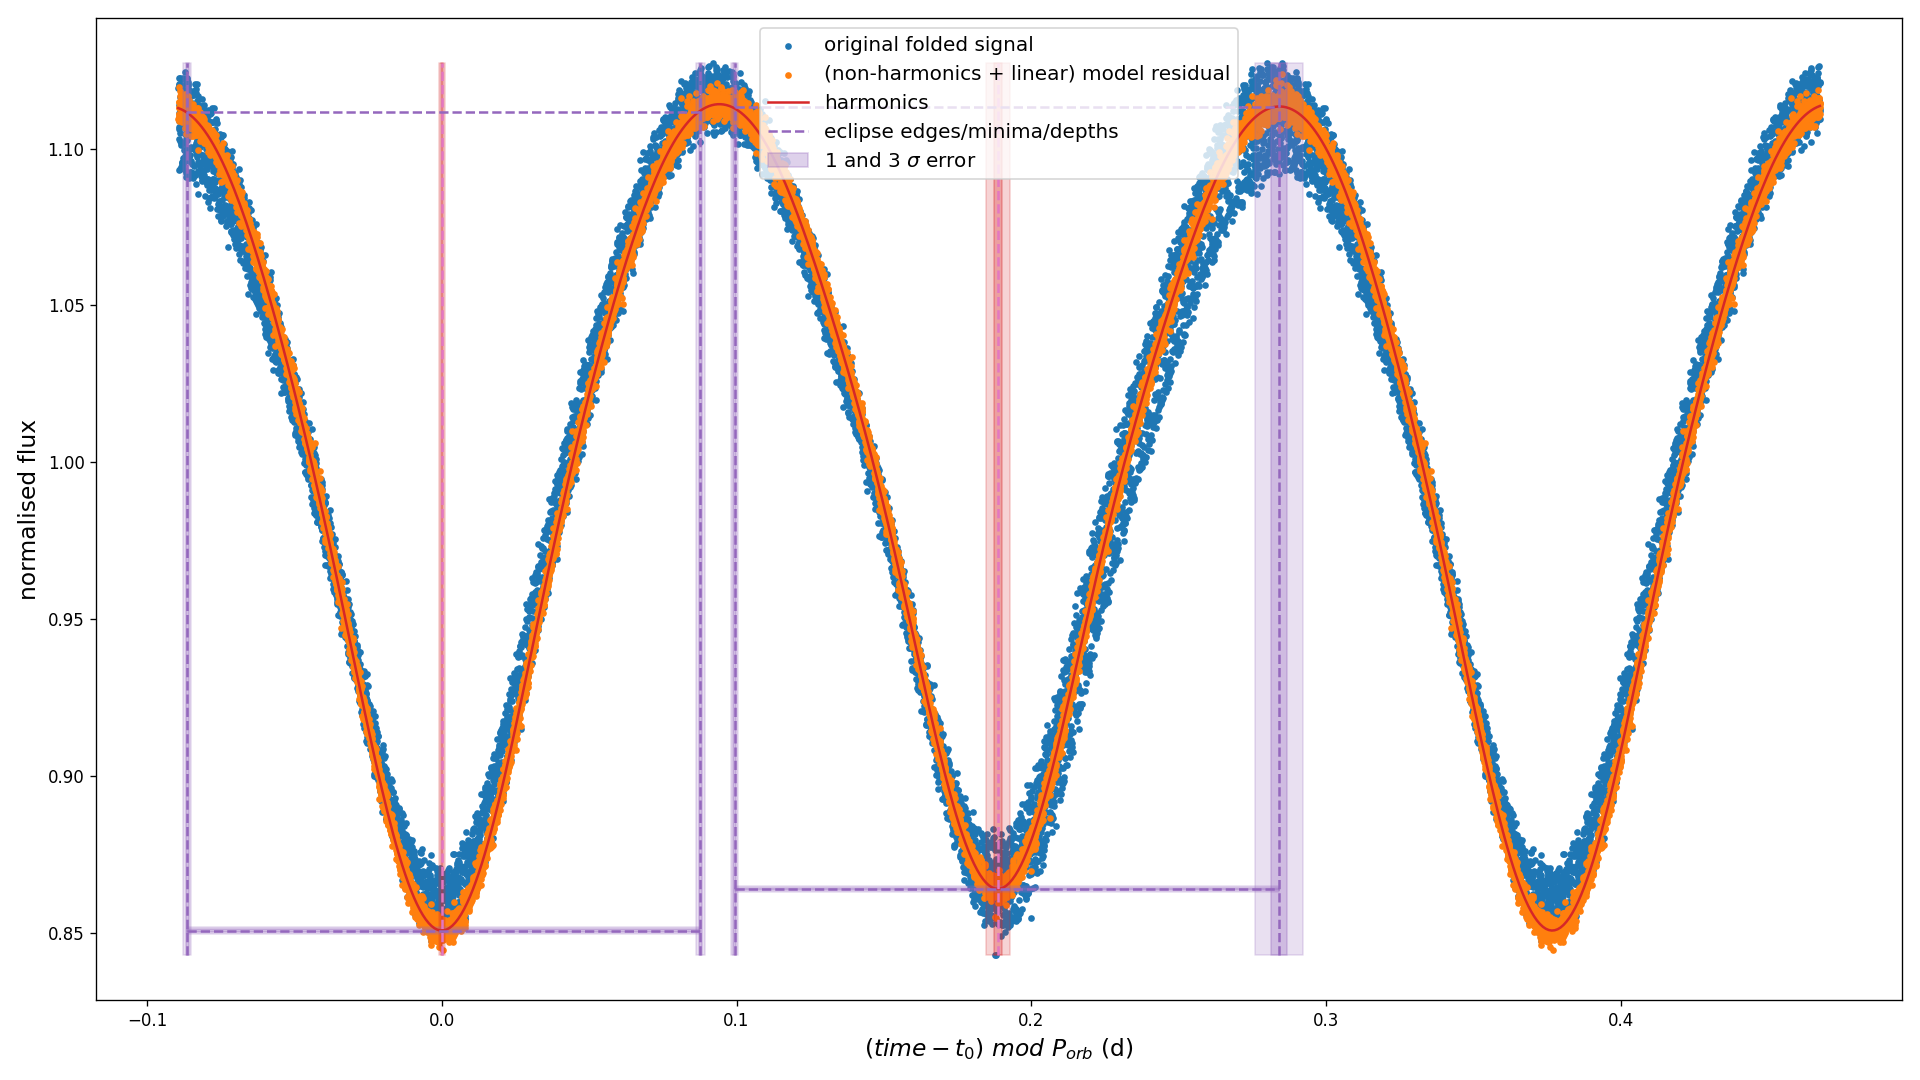 original folded signal
(non-harmonics + linear) model residual
harmonics
eclipse edges/minima/depths
1 and 3 σ error
normalised flux
1.10
1.05
1.00
0.95
0.90
0.85
−0.1
0.0
0.1
0.2
0.3
0.4
(time − t₀) mod Pₒᵣb (d)